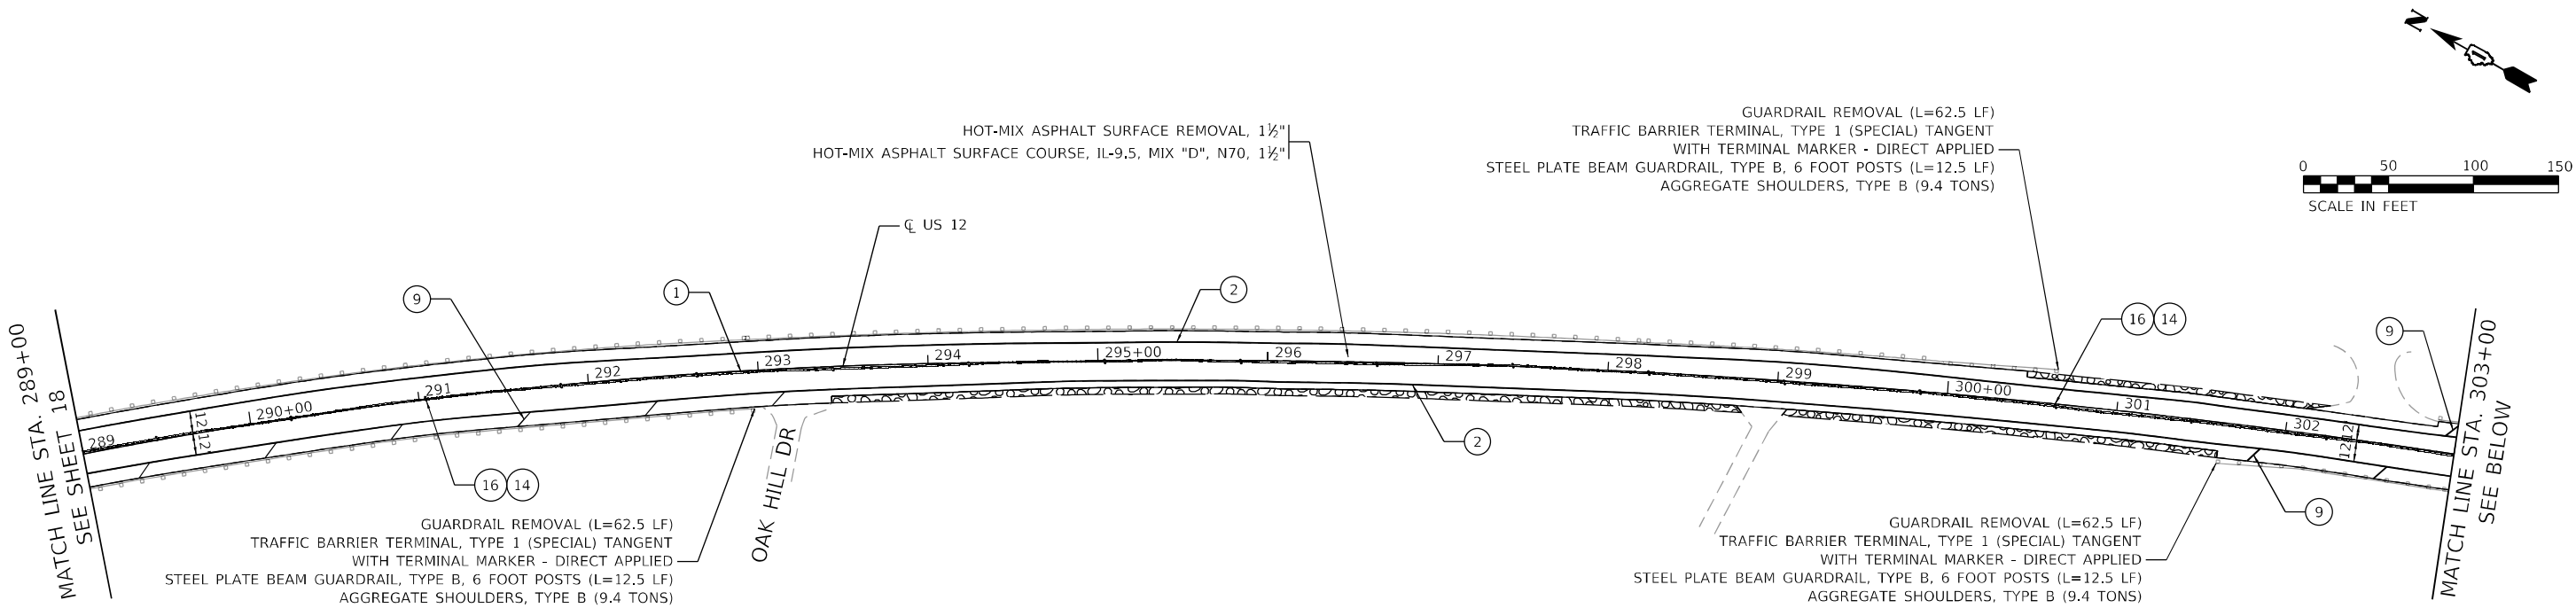 N
HOT-MIX ASPHALT SURFACE REMOVAL, 1½"
HOT-MIX ASPHALT SURFACE COURSE, IL-9.5, MIX "D", N70, 1½"
GUARDRAIL REMOVAL (L=62.5 LF)
TRAFFIC BARRIER TERMINAL, TYPE 1 (SPECIAL) TANGENT
WITH TERMINAL MARKER - DIRECT APPLIED
STEEL PLATE BEAM GUARDRAIL, TYPE B, 6 FOOT POSTS (L=12.5 LF)
AGGREGATE SHOULDERS, TYPE B (9.4 TONS)
0 50 100 150
SCALE IN FEET
℄ US 12
9
1
2
16 14
9
MATCH LINE STA. 289+00
SEE SHEET 18
289
290+00
291
292
293
294
295+00
296
297
298
299
300+00
301
302
12'
12'
12'
12'
MATCH LINE STA. 303+00
SEE BELOW
16 14
2
9
OAK HILL DR
GUARDRAIL REMOVAL (L=62.5 LF)
TRAFFIC BARRIER TERMINAL, TYPE 1 (SPECIAL) TANGENT
WITH TERMINAL MARKER - DIRECT APPLIED
STEEL PLATE BEAM GUARDRAIL, TYPE B, 6 FOOT POSTS (L=12.5 LF)
AGGREGATE SHOULDERS, TYPE B (9.4 TONS)
GUARDRAIL REMOVAL (L=62.5 LF)
TRAFFIC BARRIER TERMINAL, TYPE 1 (SPECIAL) TANGENT
WITH TERMINAL MARKER - DIRECT APPLIED
STEEL PLATE BEAM GUARDRAIL, TYPE B, 6 FOOT POSTS (L=12.5 LF)
AGGREGATE SHOULDERS, TYPE B (9.4 TONS)